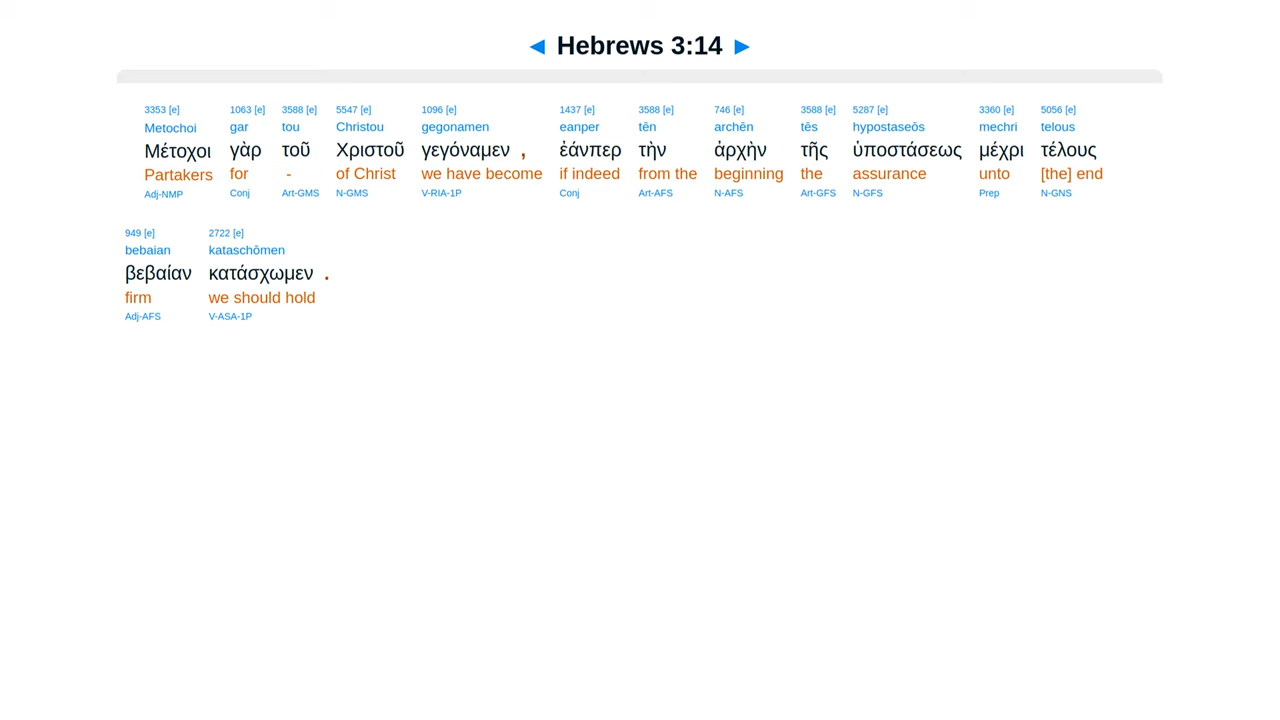 ◄ Hebrews 3:14 ►
3353 [e] 1063 [e] 3588 [e] 5547 [e] 1096 [e] 1437 [e] 3588 [e] 746 [e] 3588 [e] 5287 [e] 3360 [e] 5056 [e]
Metochoi gar tou Christou gegonamen eanper tēn archēn tēs hypostaseōs mechri telous
Μέτοχοι γὰρ τοῦ Χριστοῦ γεγόναμεν , ἐάνπερ τὴν ἀρχὴν τῆς ὑποστάσεως μέχρι τέλους
Partakers for - of Christ we have become if indeed from the beginning the assurance unto [the] end
Adj-NMP Conj Art-GMS N-GMS V-RIA-1P Conj Art-AFS N-AFS Art-GFS N-GFS Prep N-GNS
949 [e] 2722 [e]
bebaian kataschōmen
βεβαίαν κατάσχωμεν .
firm we should hold
Adj-AFS V-ASA-1P